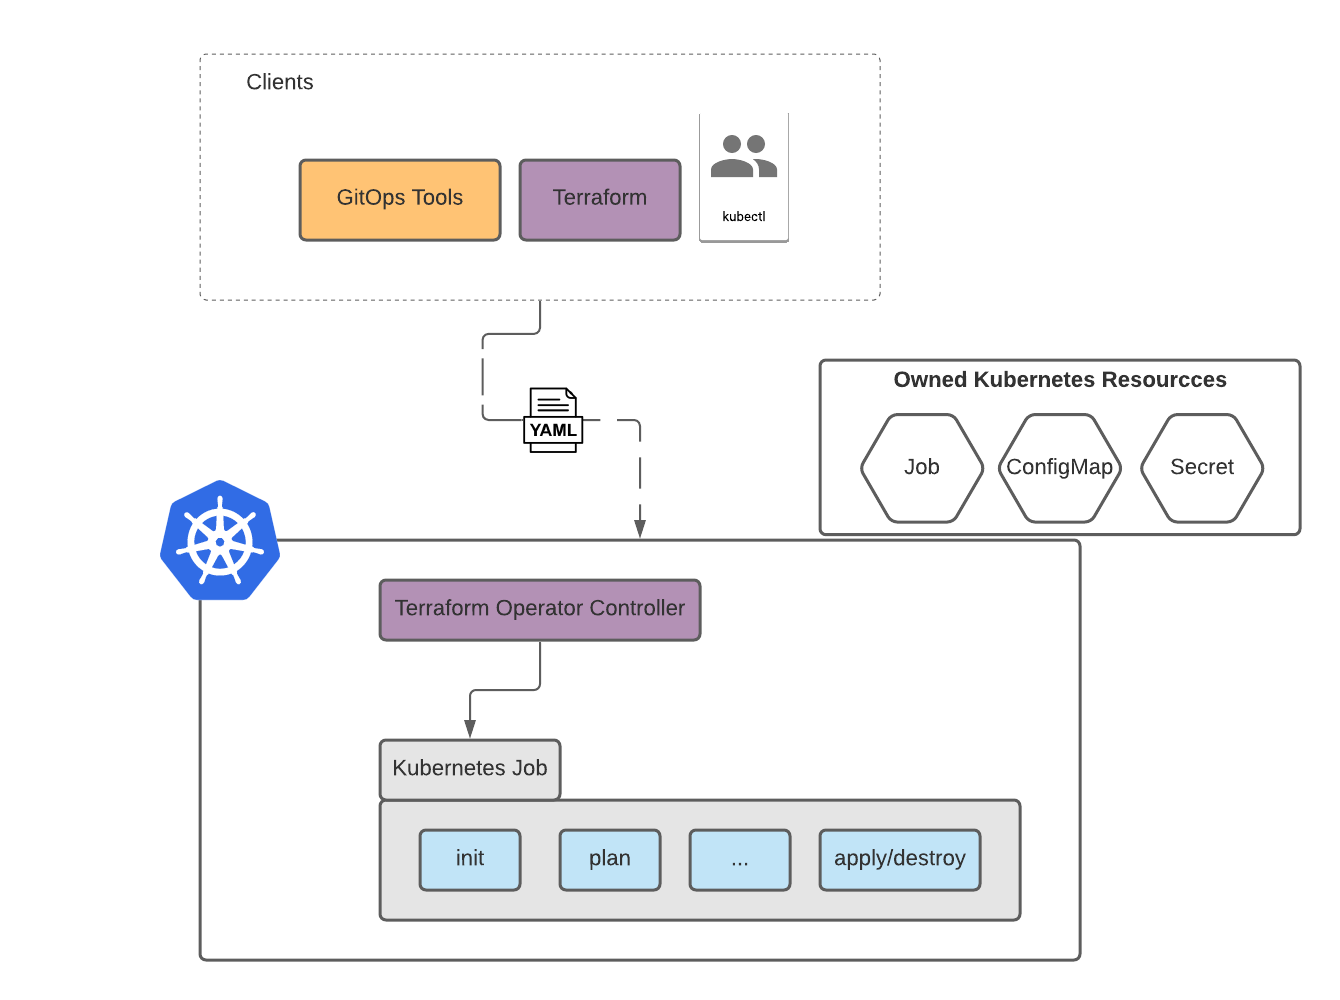 Clients
GitOps Tools
Terraform
kubectl
YAML
Owned Kubernetes Resourcces
Job
ConfigMap
Secret
Terraform Operator Controller
Kubernetes Job
init
plan
...
apply/destroy